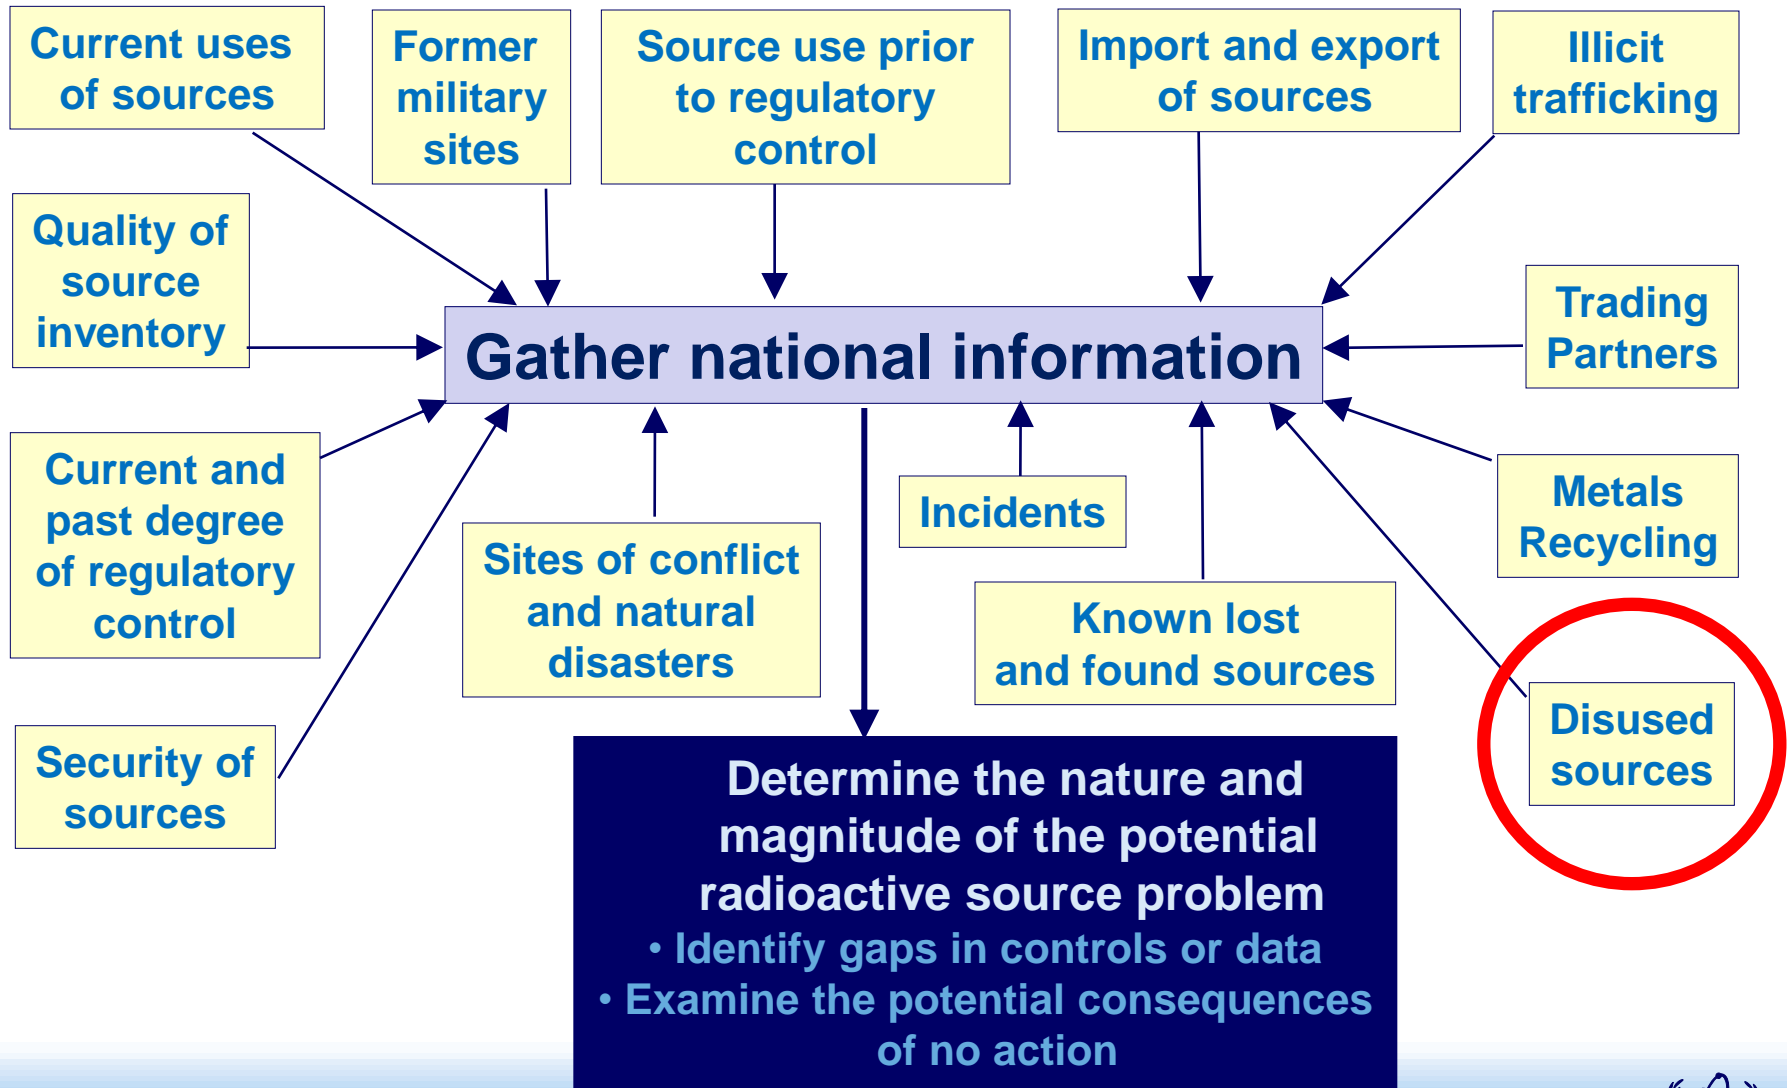 Current uses
of sources
Former
military
sites
Source use prior
to regulatory
control
Import and export
of sources
Illicit
trafficking
Quality of
source
inventory
Gather national information
Trading
Partners
Current and
past degree
of regulatory
control
Sites of conflict
and natural
disasters
Incidents
Known lost
and found sources
Metals
Recycling
Security of
sources
Disused
sources
Determine the nature and
magnitude of the potential
radioactive source problem
• Identify gaps in controls or data
• Examine the potential consequences
of no action